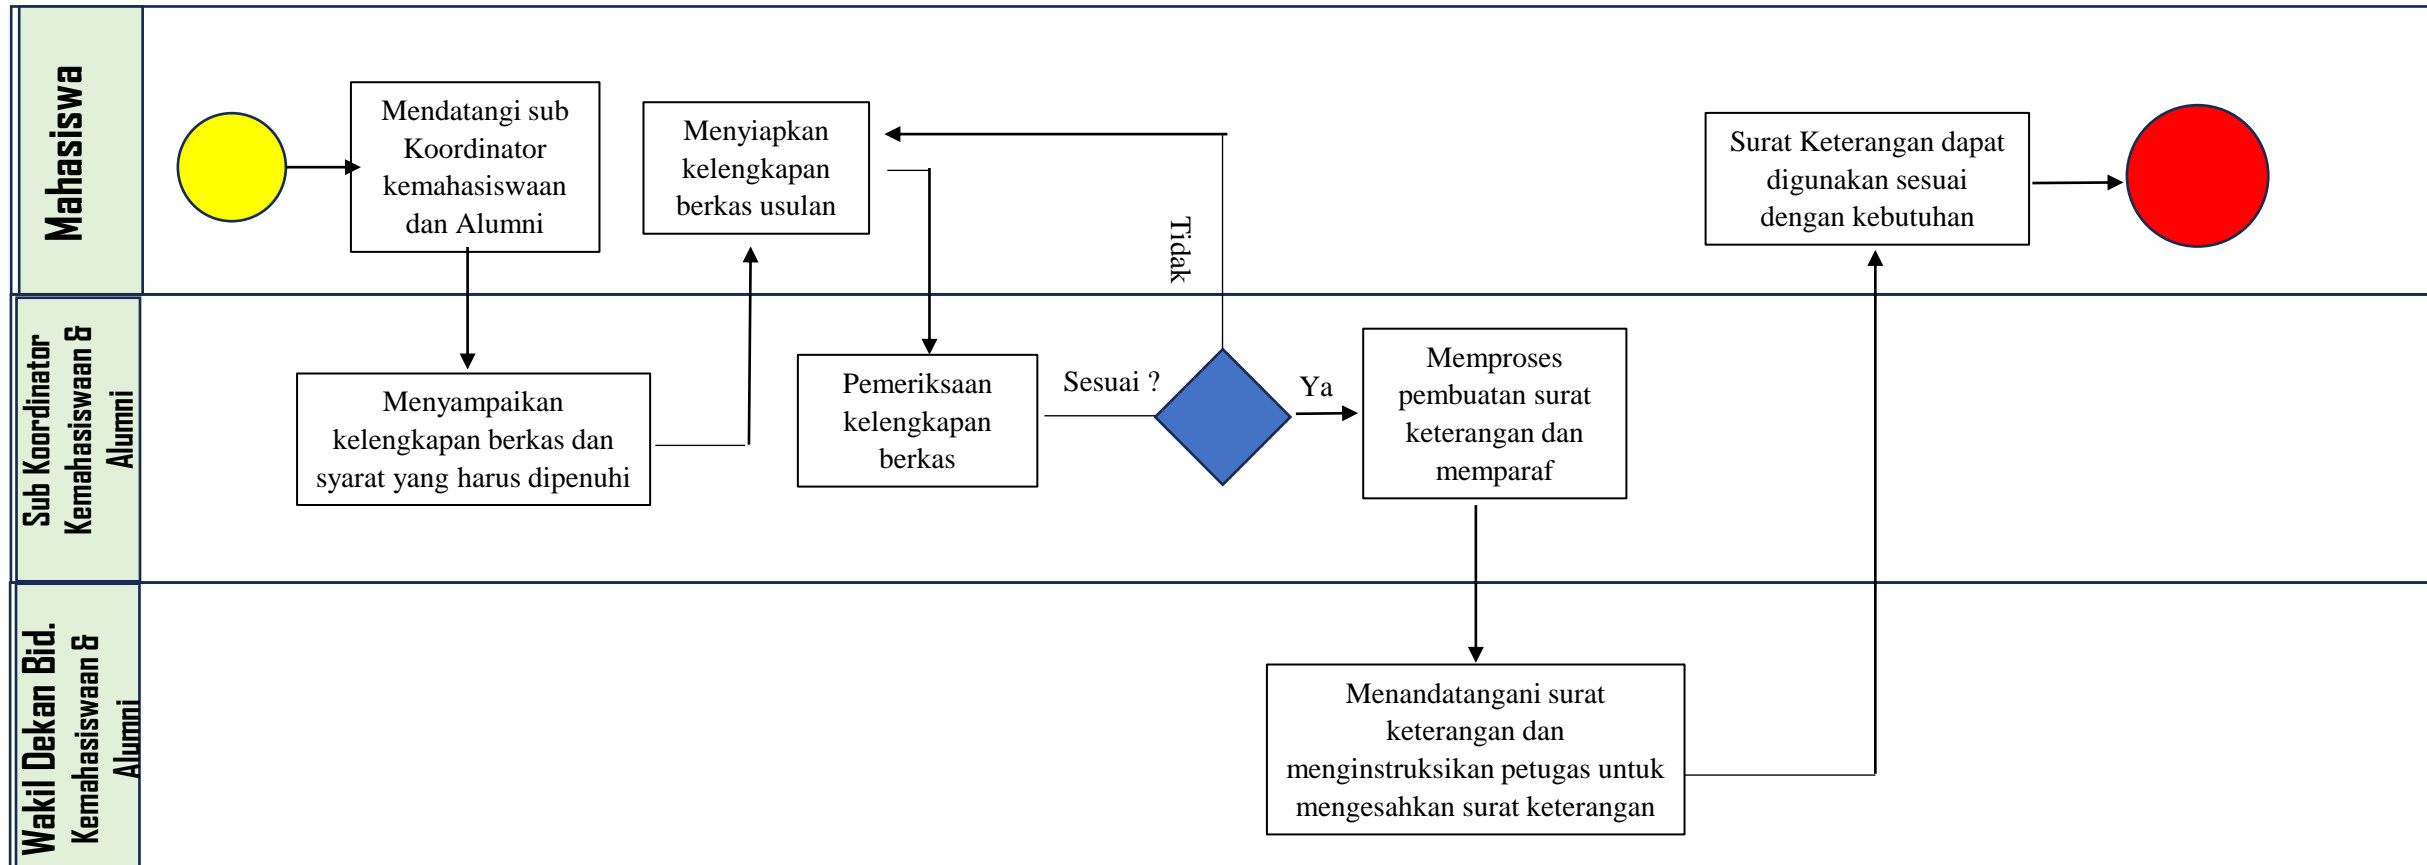 Mahasiswa
Mendatangi sub
Koordinator
kemahasiswaan
dan Alumni
Menyiapkan
kelengkapan
berkas usulan
Tidak
Surat Keterangan dapat
digunakan sesuai
dengan kebutuhan
Sub Koordinator
Kemahasiswaan &
Alumni
Menyampaikan
kelengkapan berkas dan
syarat yang harus dipenuhi
Pemeriksaan
kelengkapan
berkas
Sesuai ?
Ya
Memproses
pembuatan surat
keterangan dan
memparaf
Wakil Dekan Bid.
Kemahasiswaan &
Alumni
Menandatangani surat
keterangan dan
menginstruksikan petugas untuk
mengesahkan surat keterangan